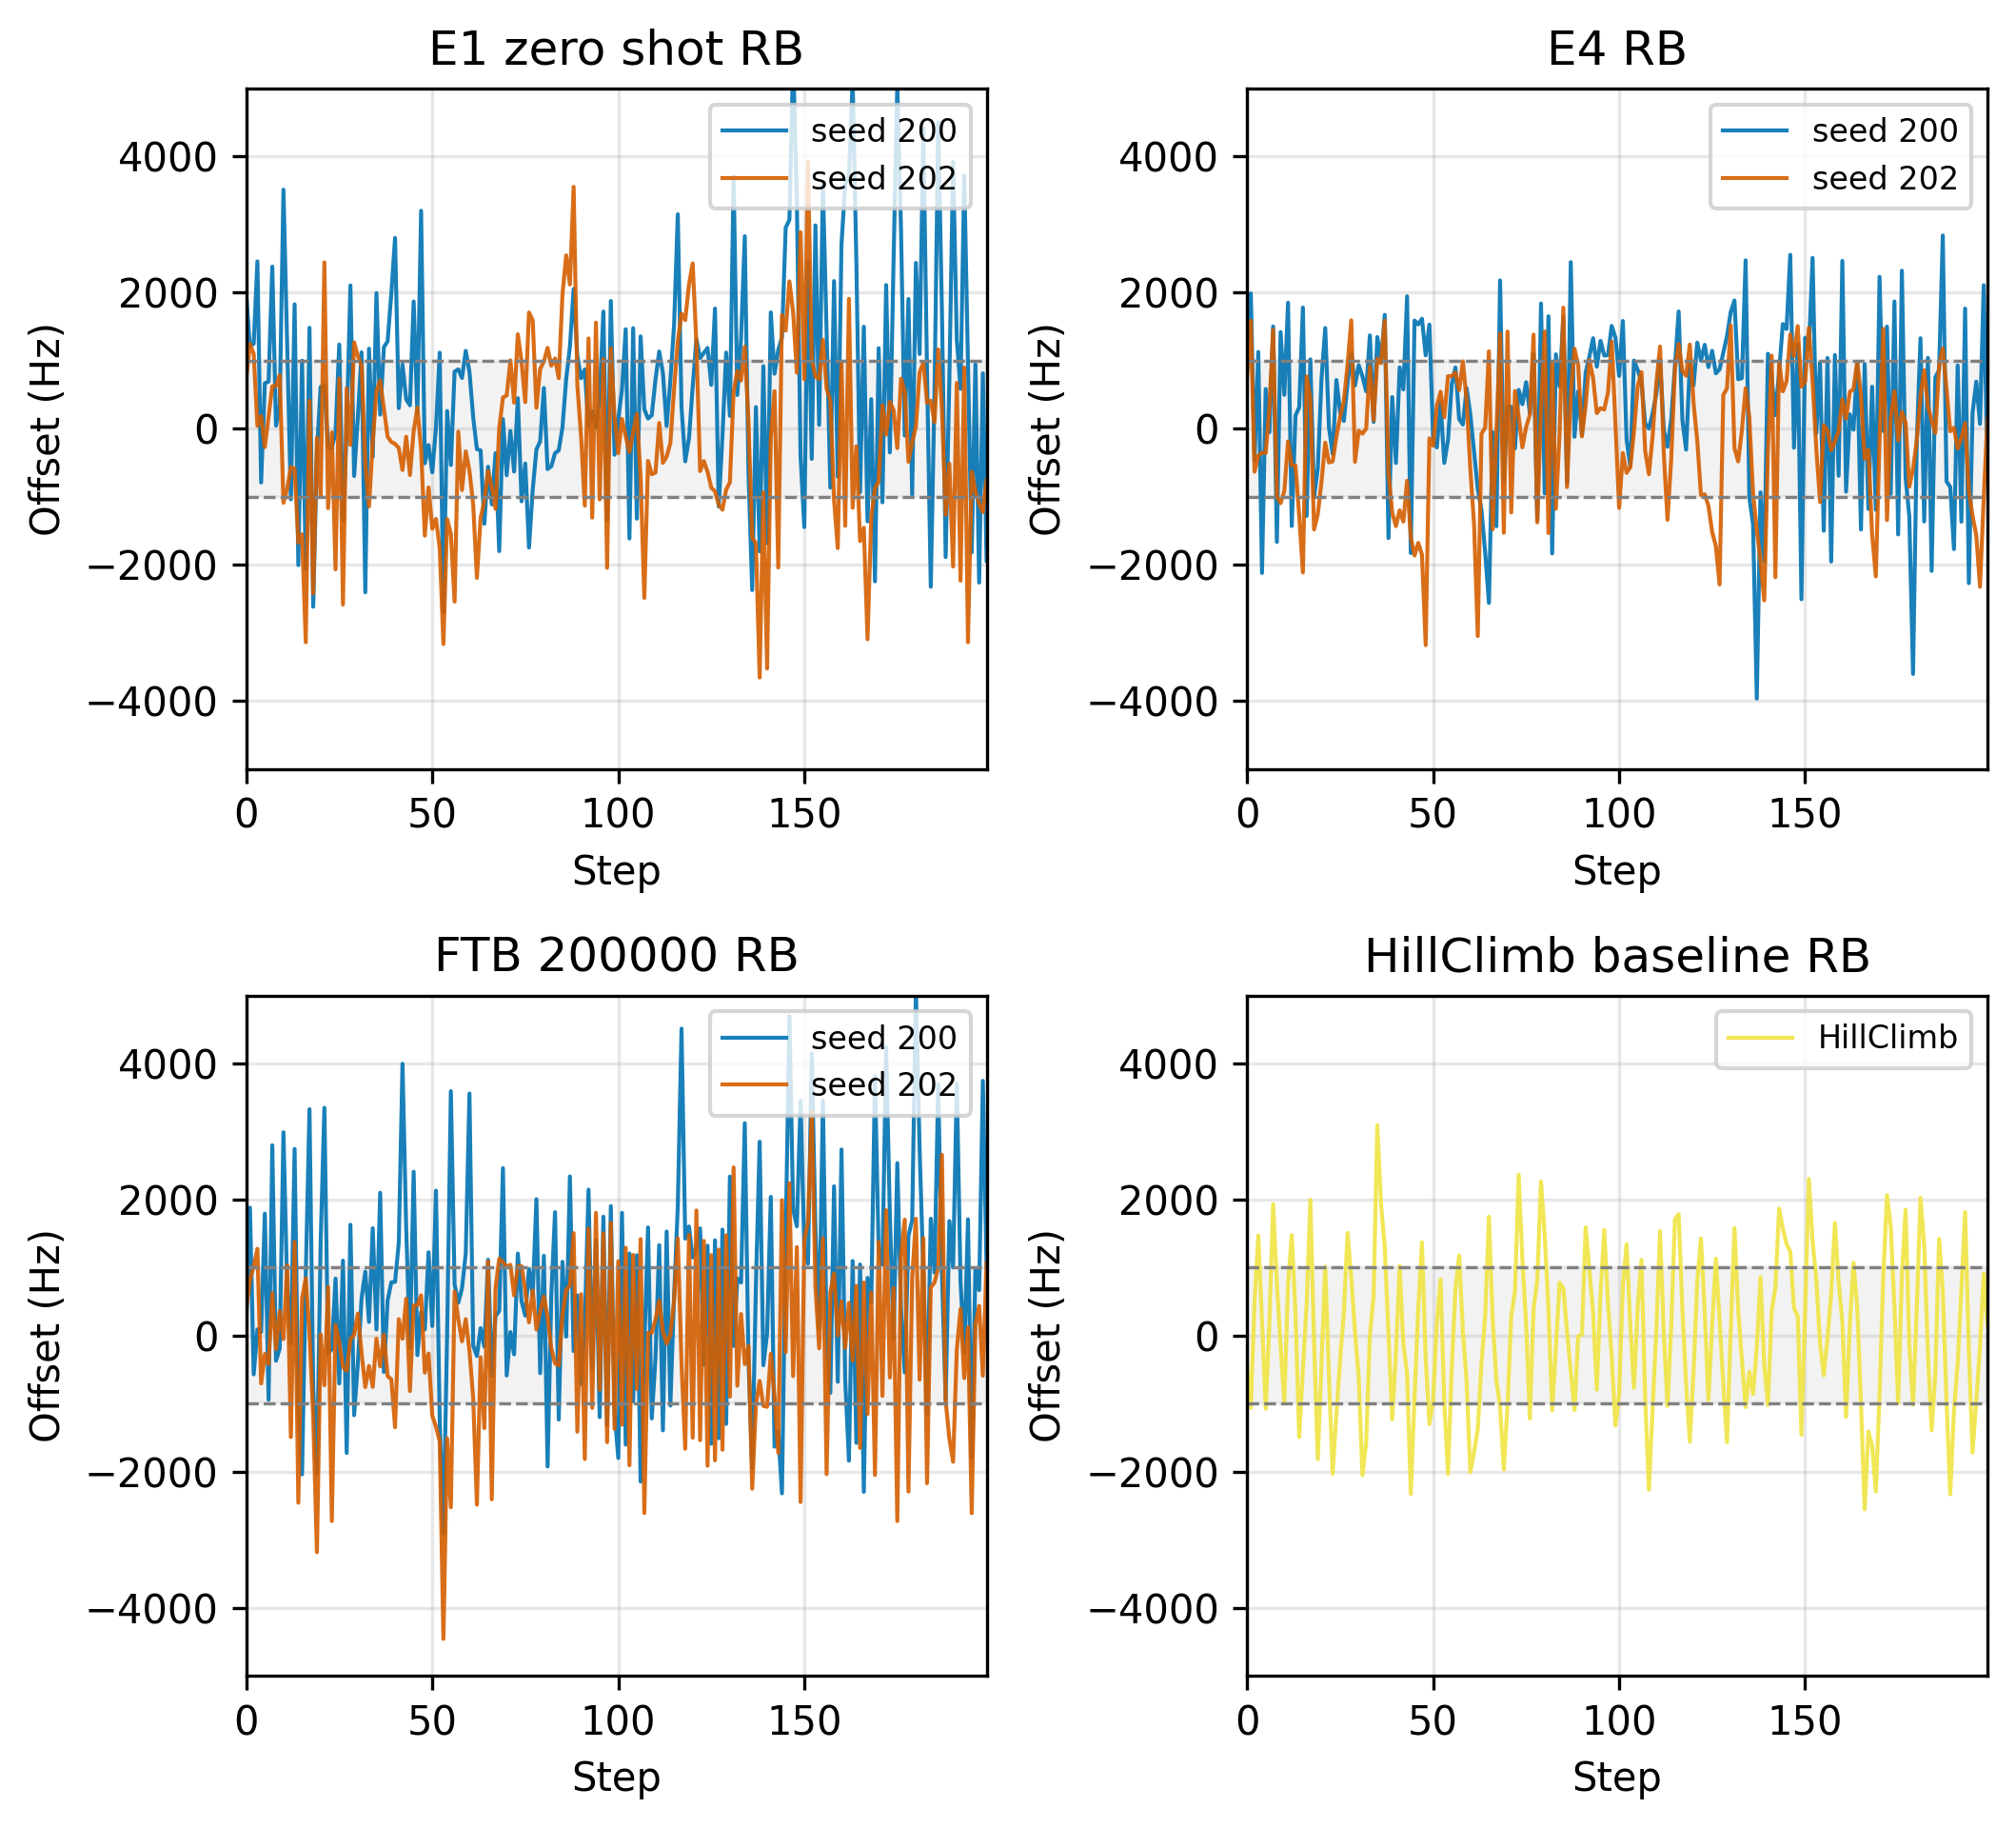 E1 zero shot RB
Offset (Hz)
4000
2000
0
−2000
−4000
seed 200
seed 202
0 50 100 150
Step
E4 RB
Offset (Hz)
4000
2000
0
−2000
−4000
seed 200
seed 202
0 50 100 150
Step
FTB 200000 RB
Offset (Hz)
4000
2000
0
−2000
−4000
seed 200
seed 202
0 50 100 150
Step
HillClimb baseline RB
Offset (Hz)
4000
2000
0
−2000
−4000
HillClimb
0 50 100 150
Step